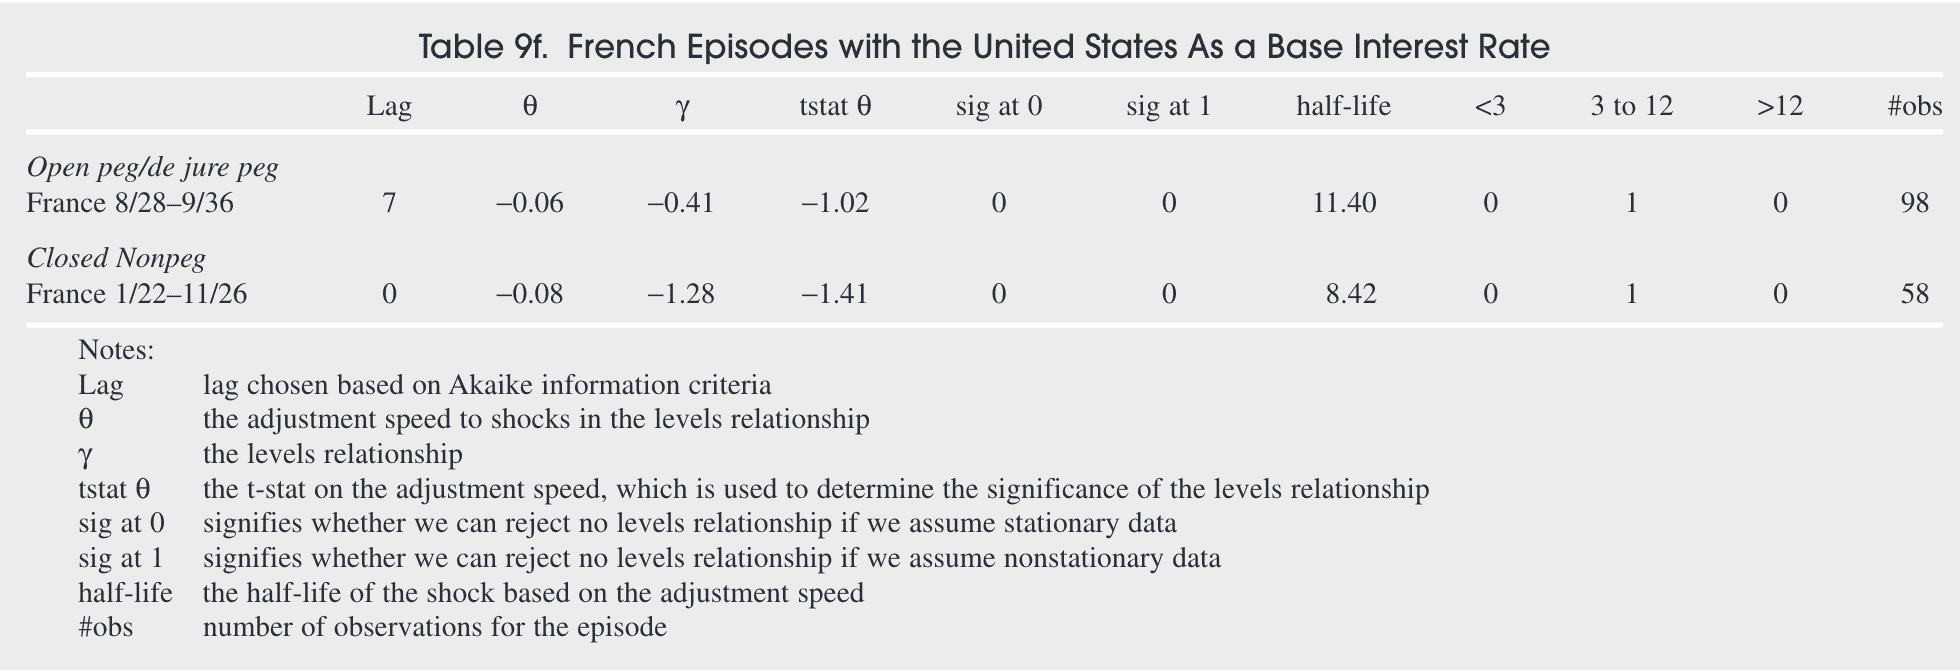 Table 9f. French Episodes with the United States As a Base Interest Rate
Lag θ γ tstat θ sig at 0 sig at 1 half-life <3 3 to 12 >12 #obs
Open peg/de jure peg
France 8/28–9/36 7 –0.06 –0.41 –1.02 0 0 11.40 0 1 0 98
Closed Nonpeg
France 1/22–11/26 0 –0.08 –1.28 –1.41 0 0 8.42 0 1 0 58
Notes:
Lag lag chosen based on Akaike information criteria
θ the adjustment speed to shocks in the levels relationship
γ the levels relationship
tstat θ the t-stat on the adjustment speed, which is used to determine the significance of the levels relationship
sig at 0 signifies whether we can reject no levels relationship if we assume stationary data
sig at 1 signifies whether we can reject no levels relationship if we assume nonstationary data
half-life the half-life of the shock based on the adjustment speed
#obs number of observations for the episode